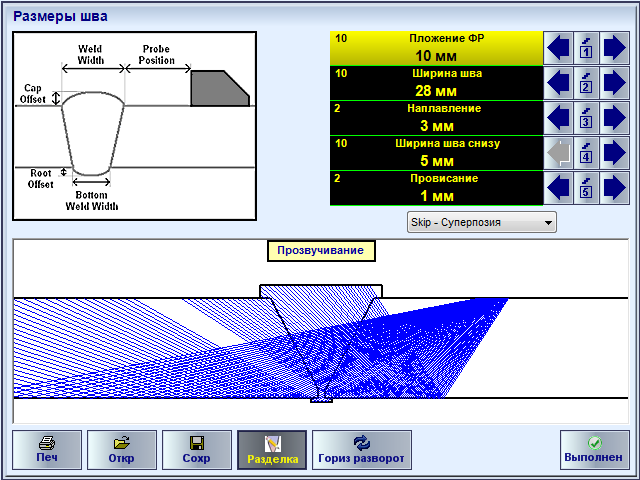 Размеры шва
Weld Width
Probe Position
Cap Offset
Root Offset
Bottom Weld Width
10 Пложение ФР
10 мм
1
10 Ширина шва
28 мм
2
2 Наплавление
3 мм
3
10 Ширина шва снизу
5 мм
4
2 Провисание
1 мм
5
Skip - Суперпозия
Прозвучивание
Печ
Откр
Сохр
Разделка
Гориз разворот
Выполнен